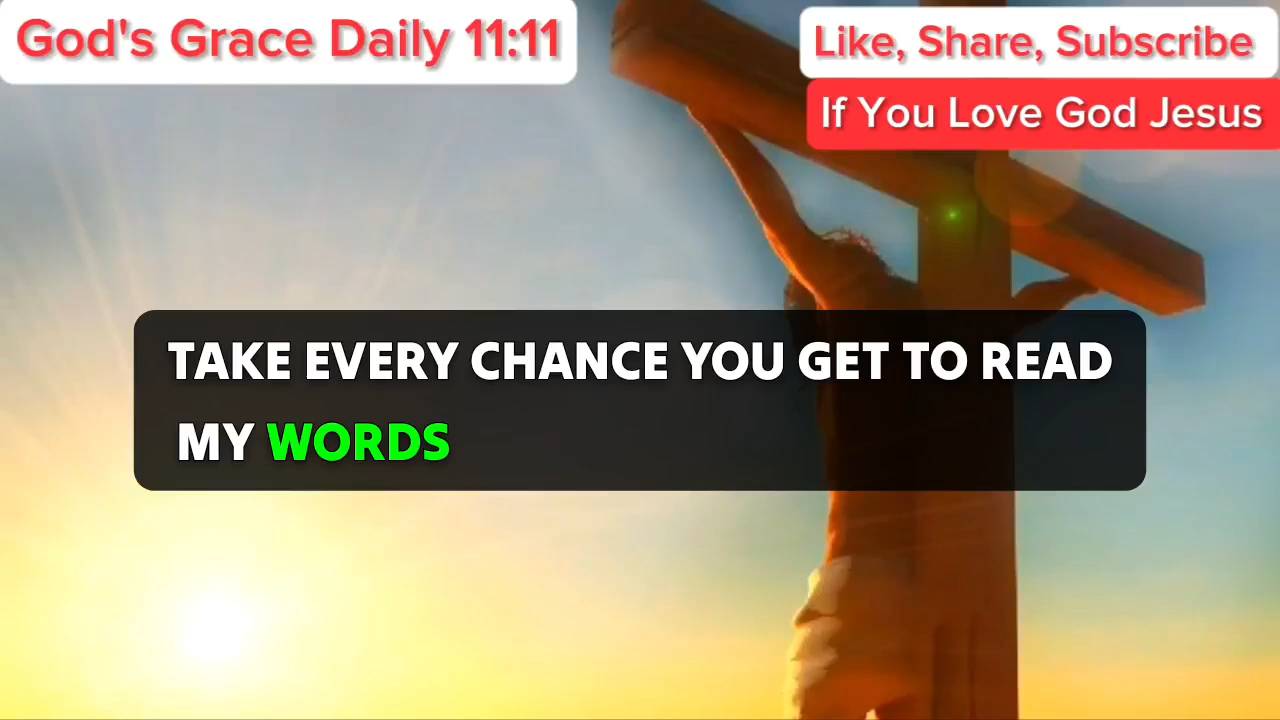 God's Grace Daily 11:11
Like, Share, Subscribe
If You Love God Jesus
TAKE EVERY CHANCE YOU GET TO READ
MY WORDS